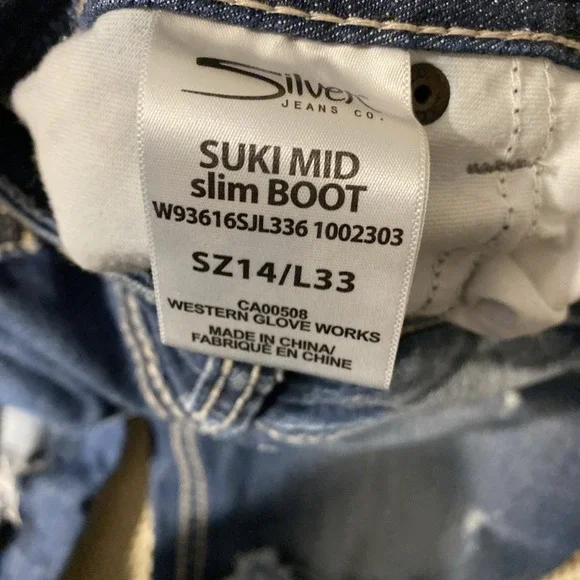 Silver
JEANS CO.
SUKI MID
slim BOOT
W93616SJL336 1002303
SZ14/L33
CA00508
WESTERN GLOVE WORKS
MADE IN CHINA/
FABRIQUÉ EN CHINE